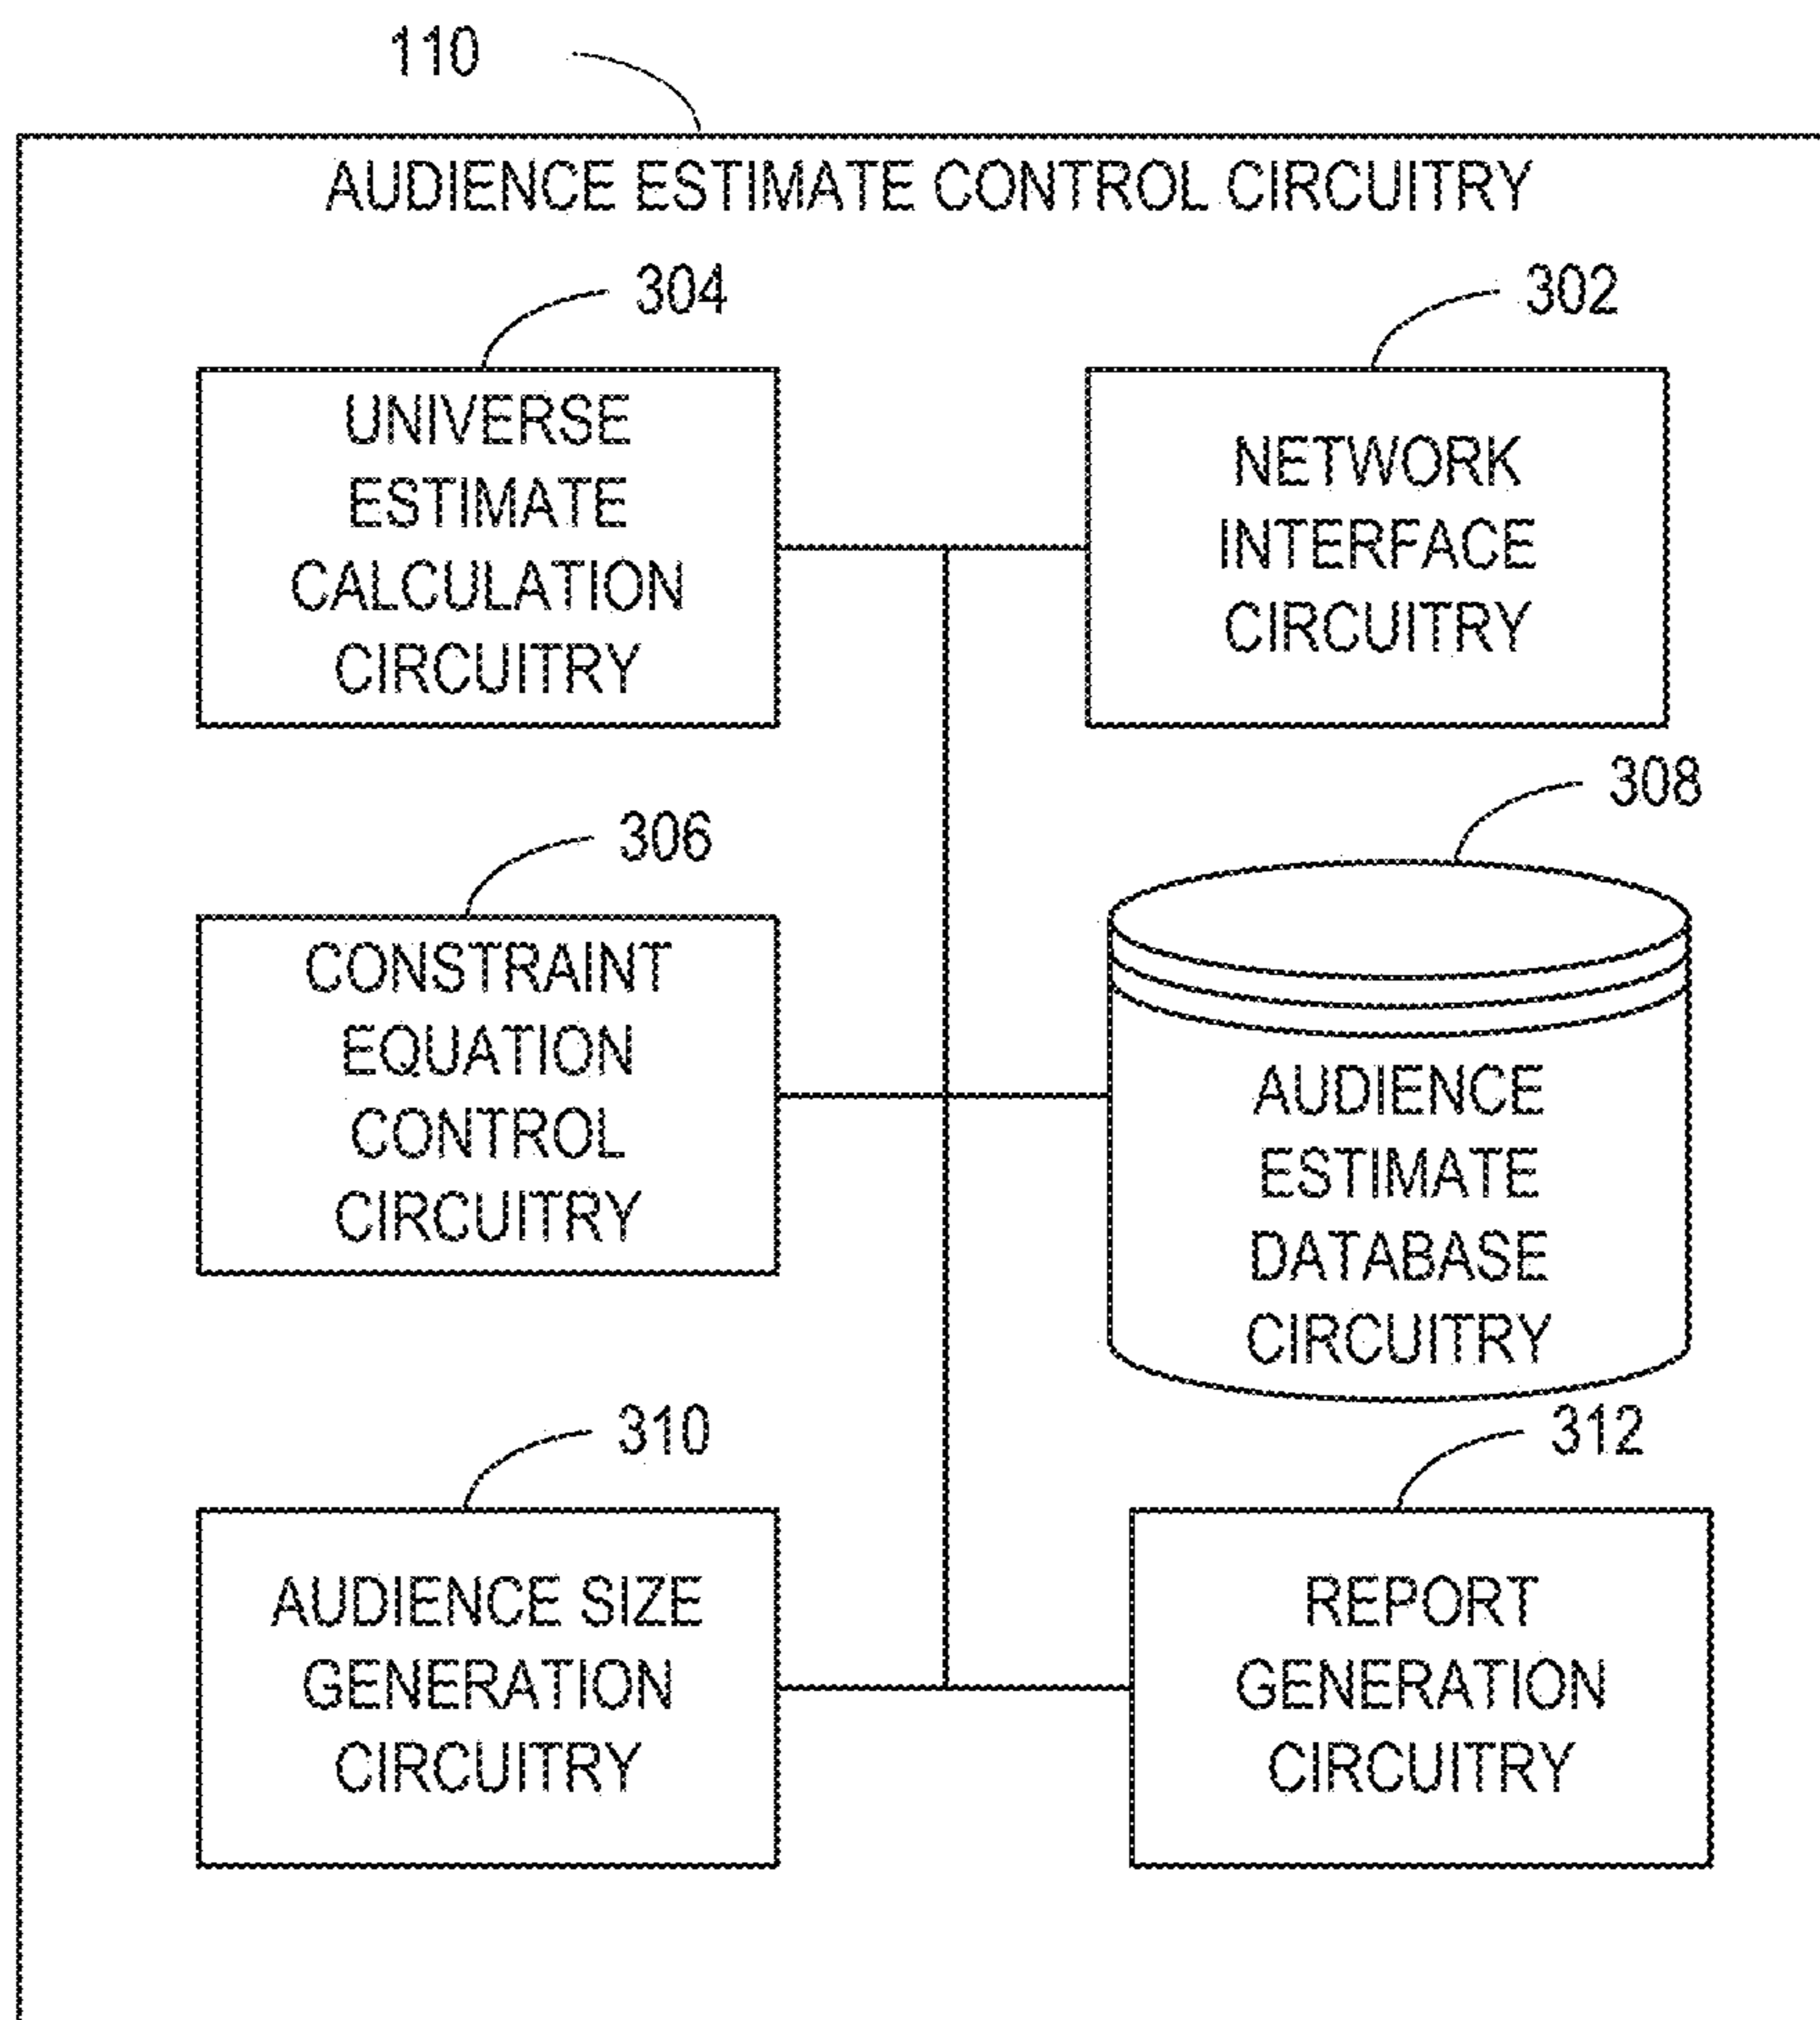 110
AUDIENCE ESTIMATE CONTROL CIRCUITRY
304
UNIVERSE
ESTIMATE
CALCULATION
CIRCUITRY
302
NETWORK
INTERFACE
CIRCUITRY
306
CONSTRAINT
EQUATION
CONTROL
CIRCUITRY
308
AUDIENCE
ESTIMATE
DATABASE
CIRCUITRY
310
AUDIENCE SIZE
GENERATION
CIRCUITRY
312
REPORT
GENERATION
CIRCUITRY